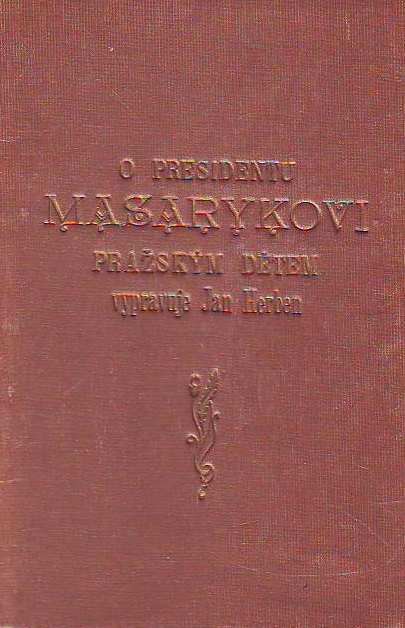 O PRESIDENTU
MASARYKOVI
PRAŽSKÝM DĚTEM
vypravuje Jan Herben